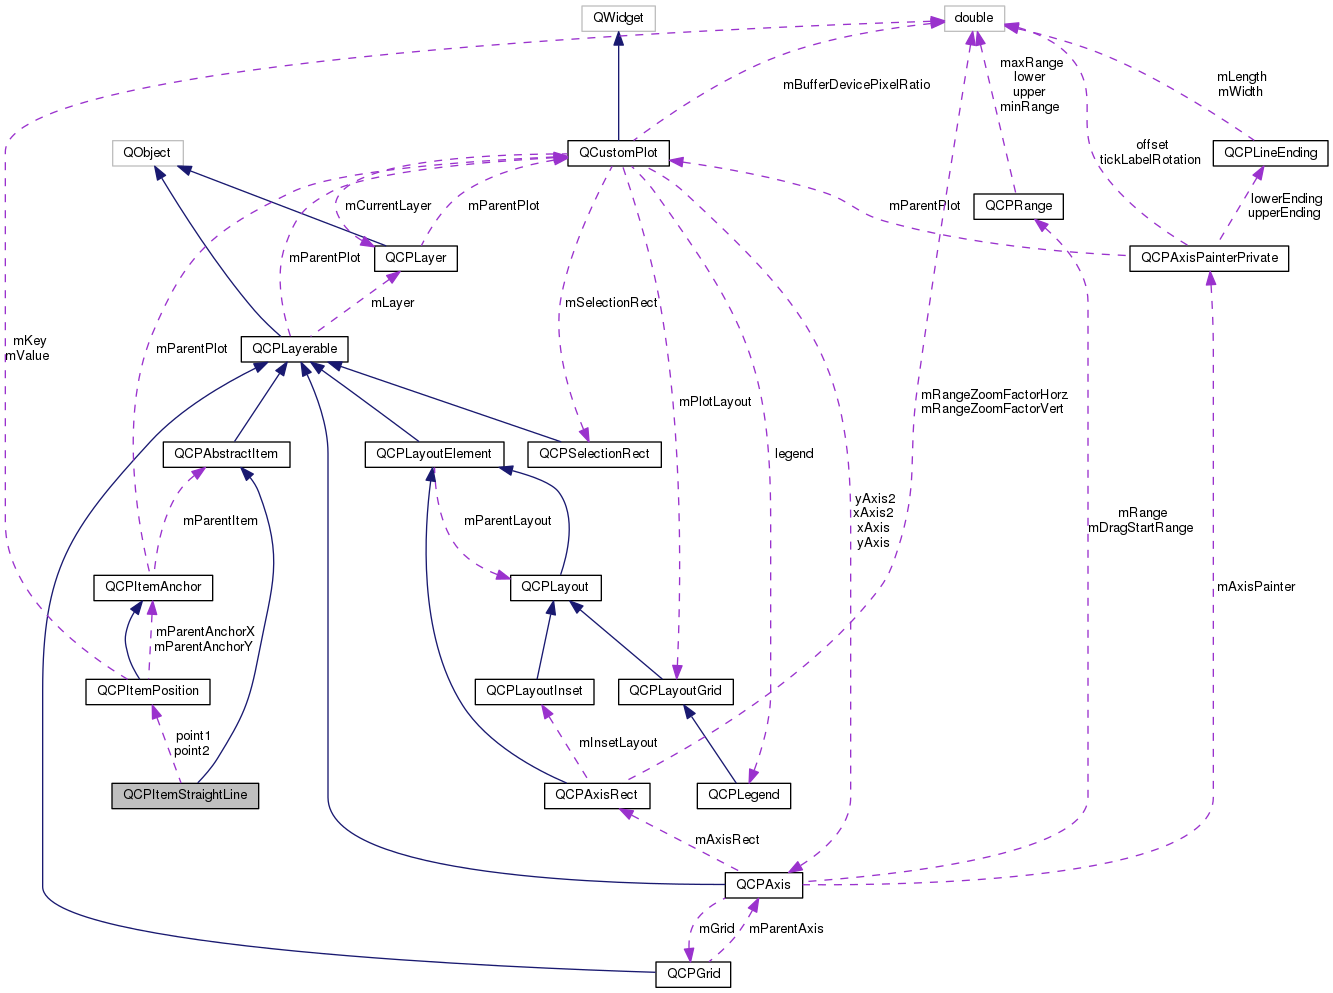 QWidget
double
maxRange
lower
upper
minRange
mLength
mWidth
mBufferDevicePixelRatio
QObject
QCustomPlot
offset
tickLabelRotation
QCPLineEnding
mCurrentLayer
mParentPlot
mParentPlot
QCPRange
lowerEnding
upperEnding
mParentPlot
QCPLayer
QCPAxisPainterPrivate
mLayer
mSelectionRect
mKey
mValue
mParentPlot
QCPLayerable
mPlotLayout
mRangeZoomFactorHorz
mRangeZoomFactorVert
QCPAbstractItem
QCPLayoutElement
QCPSelectionRect
legend
mParentItem
mParentLayout
yAxis2
xAxis2
xAxis
yAxis
mRange
mDragStartRange
QCPItemAnchor
QCPLayout
mAxisPainter
mParentAnchorX
mParentAnchorY
QCPItemPosition
QCPLayoutInset
QCPLayoutGrid
point1
point2
mInsetLayout
QCPItemStraightLine
QCPAxisRect
QCPLegend
mAxisRect
QCPAxis
mGrid
mParentAxis
QCPGrid